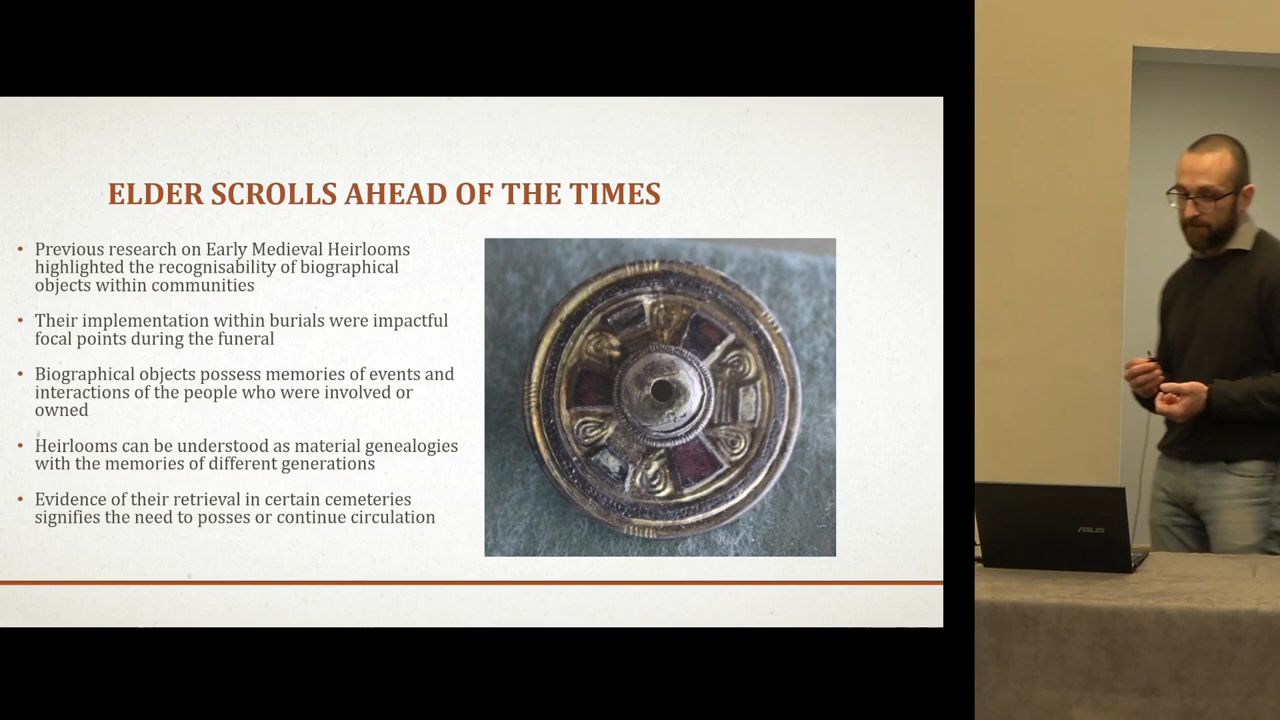 ELDER SCROLLS AHEAD OF THE TIMES
• Previous research on Early Medieval Heirlooms
highlighted the recognisability of biographical
objects within communities
• Their implementation within burials were impactful
focal points during the funeral
• Biographical objects possess memories of events and
interactions of the people who were involved or
owned
• Heirlooms can be understood as material genealogies
with the memories of different generations
• Evidence of their retrieval in certain cemeteries
signifies the need to posses or continue circulation
ASUS